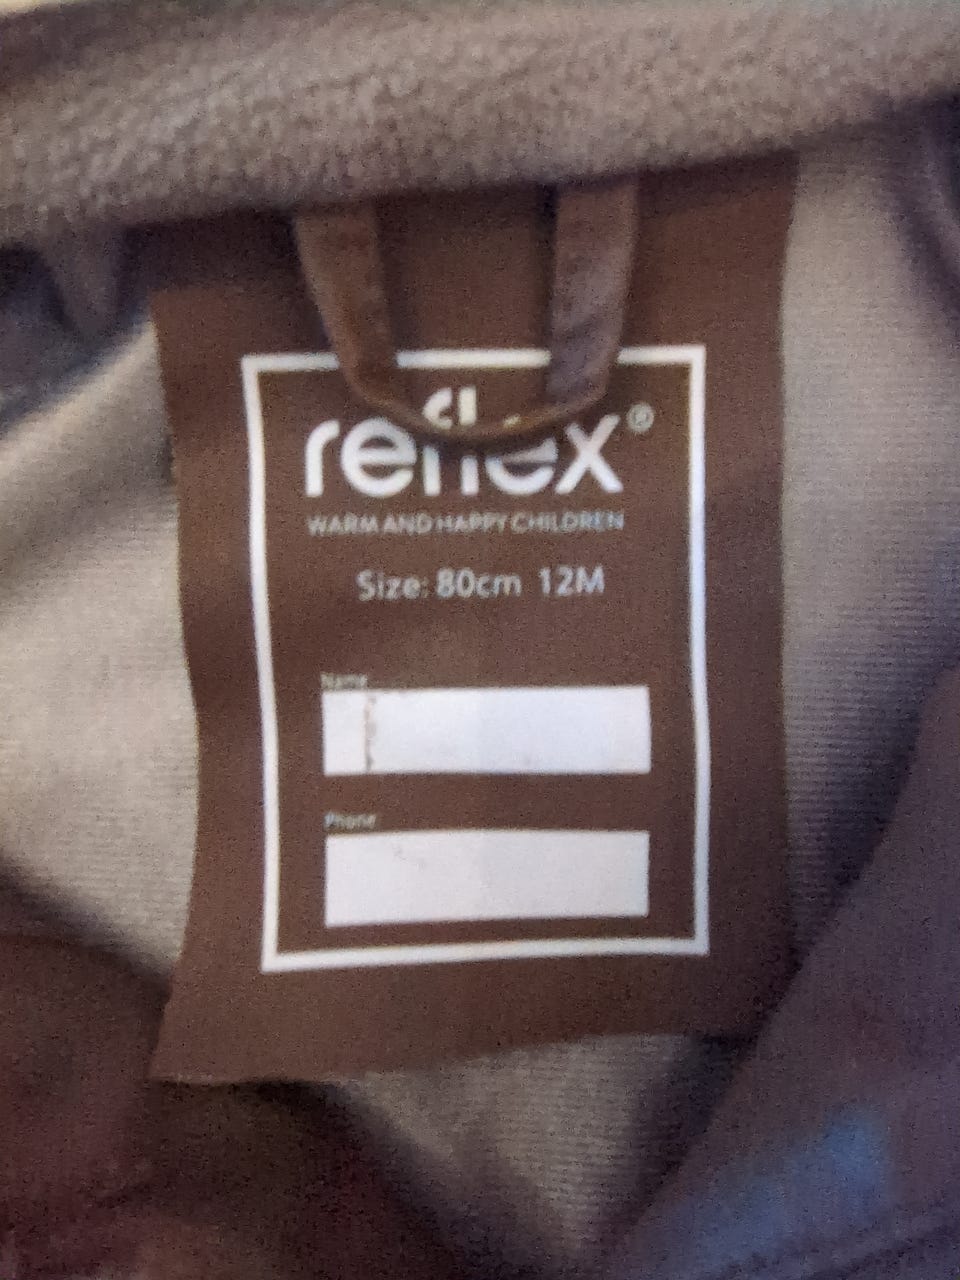 reflex®
WARM AND HAPPY CHILDREN
Size: 80cm 12M
Name
Phone